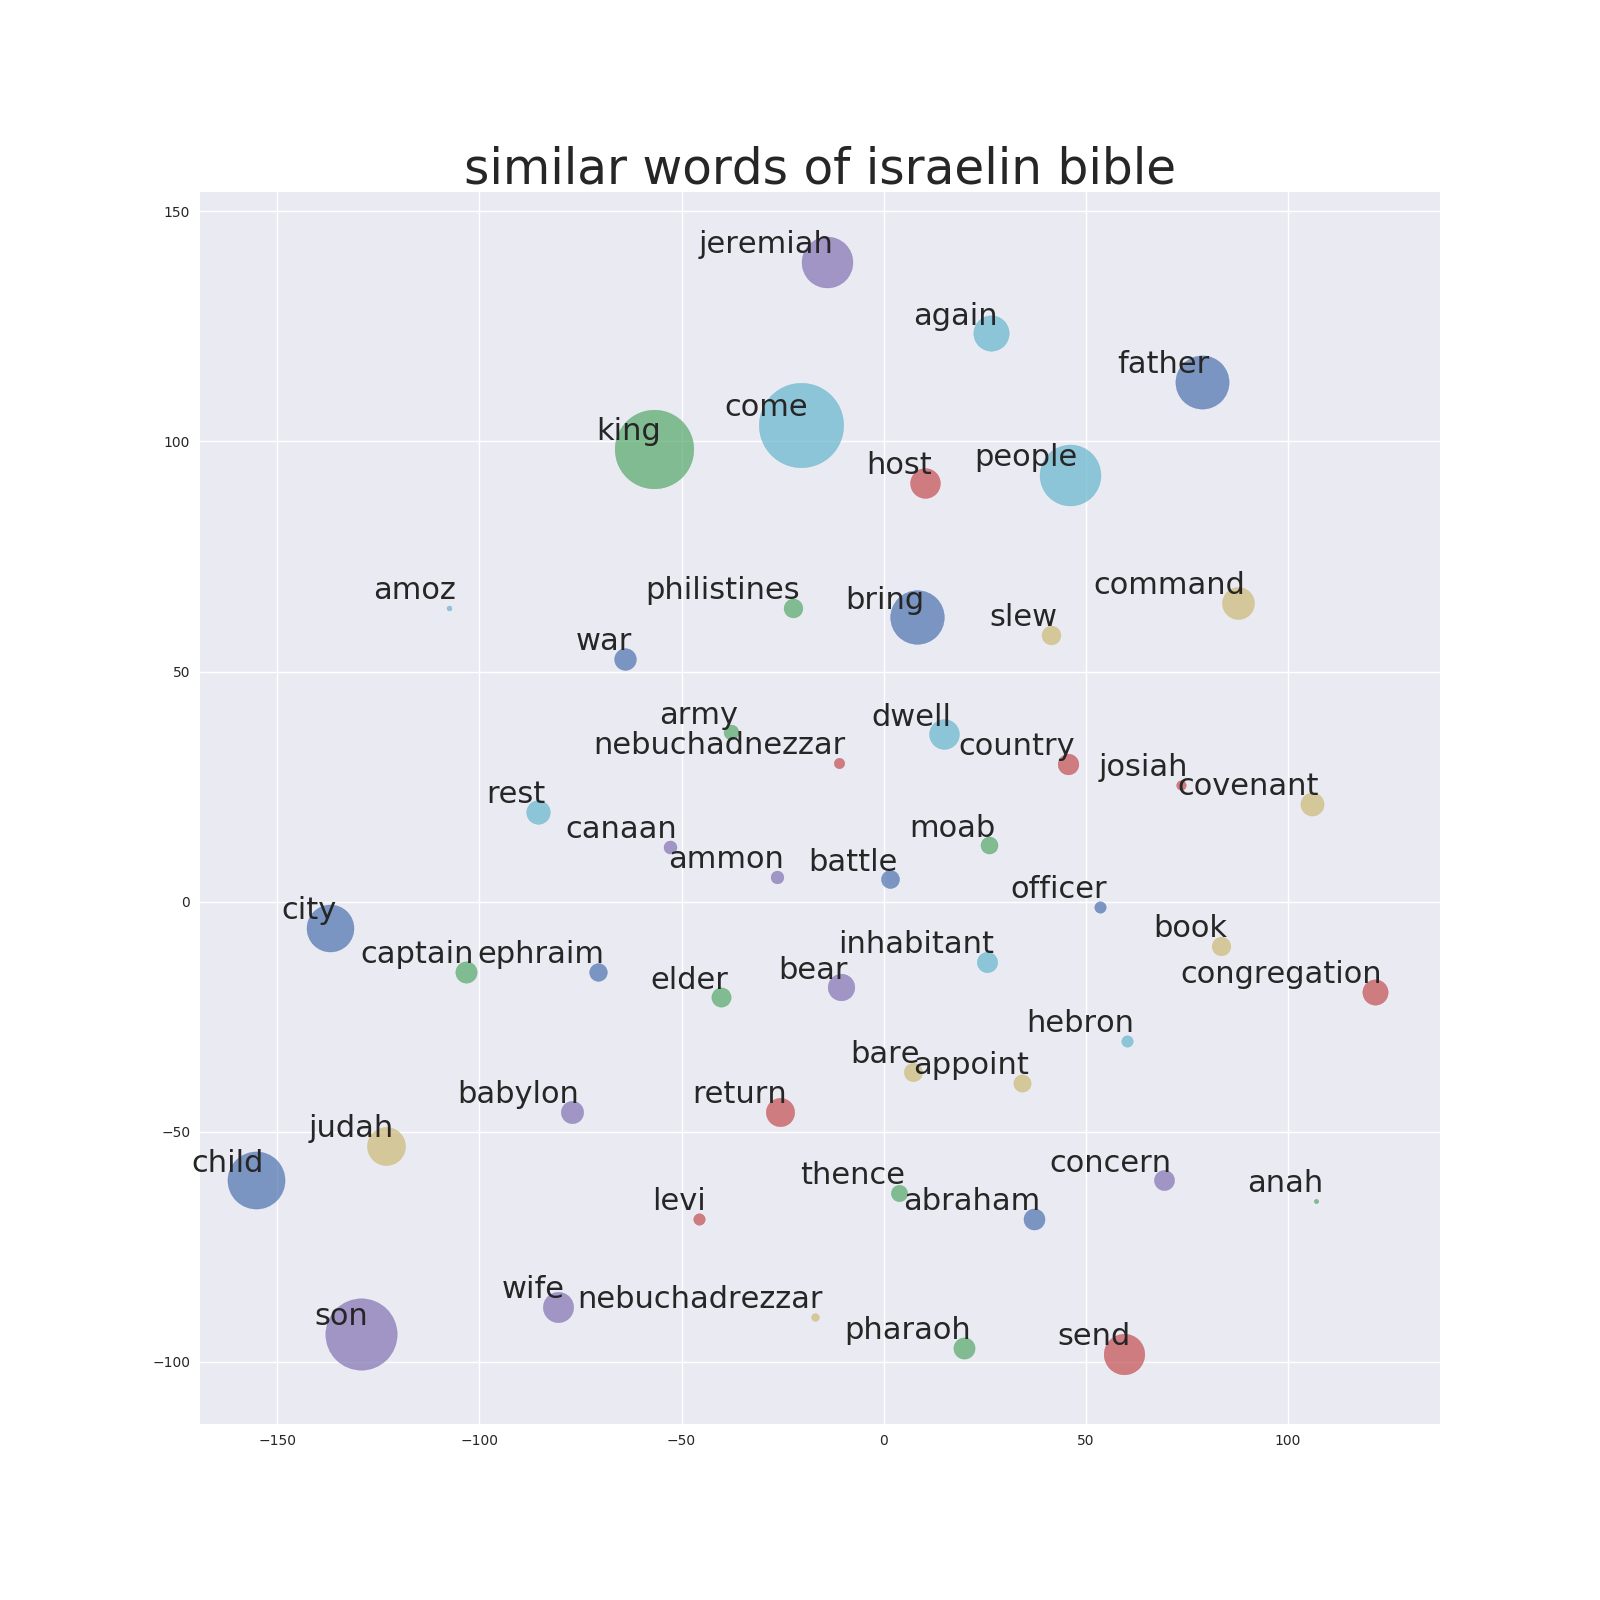 similar words of israelin bible
150
jeremiah
again
father
come
king
100
people
host
amoz
philistines
bring
command
slew
war
50
army
dwell
nebuchadnezzar
country
josiah
covenant
rest
canaan
moab
ammon
battle
officer
0
city
book
captain
ephraim
inhabitant
elder
bear
congregation
hebron
bare
appoint
babylon
return
−50
judah
child
thence
concern
anah
levi
abraham
wife
nebuchadrezzar
son
pharaoh
send
−100
−150
−100
−50
0
50
100